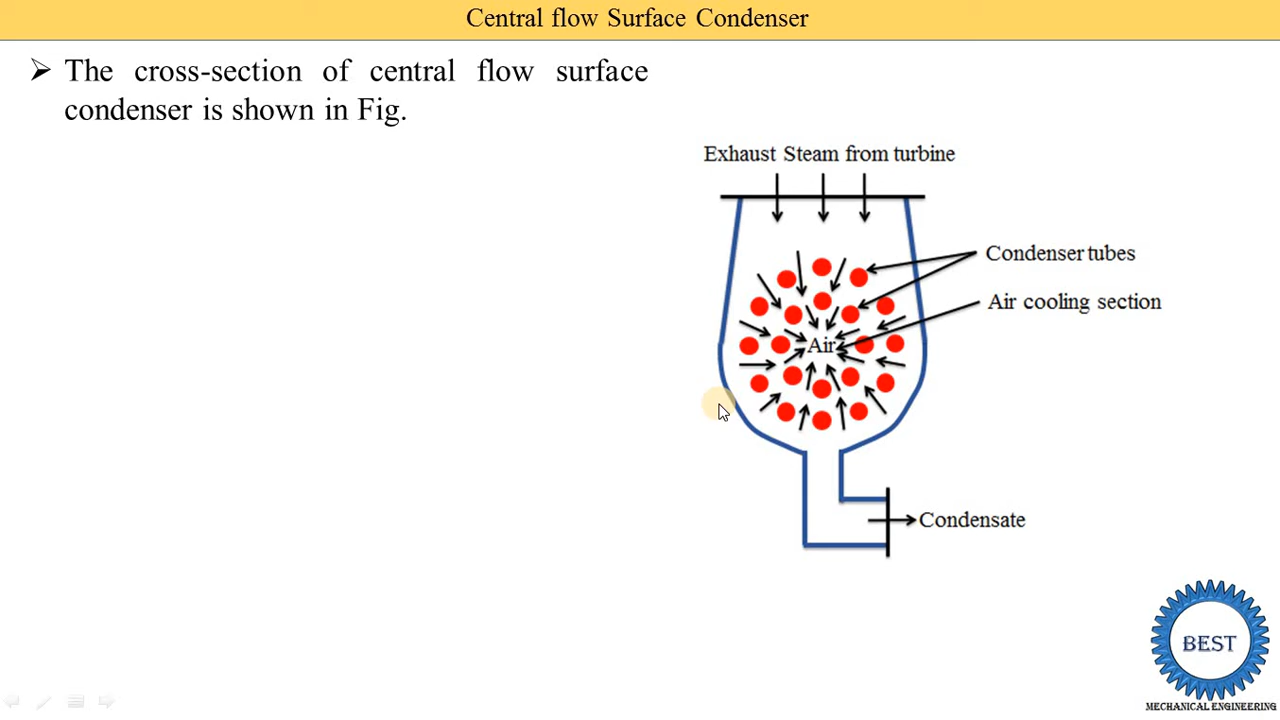 Central flow Surface Condenser
The cross-section of central flow surface
condenser is shown in Fig.
Exhaust Steam from turbine
Condenser tubes
Air cooling section
Air
Condensate
BEST
MECHANICAL ENGINEERING